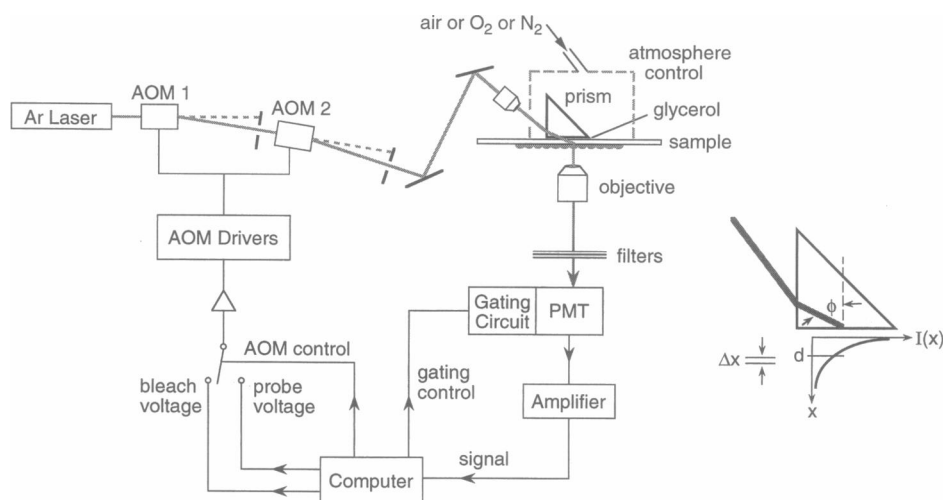 air or O₂ or N₂
atmosphere
control
AOM 1
AOM 2
prism
glycerol
Ar Laser
sample
objective
AOM Drivers
filters
Gating
Circuit
PMT
ϕ
I(x)
Δx
d
x
AOM control
bleach
voltage
probe
voltage
gating
control
Amplifier
signal
Computer